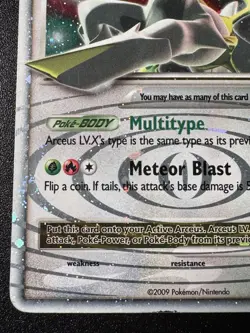 You may have as many of this card
Poké-BODY Multitype
Arceus LV.X's type is the same type as its previ
Meteor Blast
Flip a coin. If tails, this attack's base damage is 5
Put this card onto your Active Arceus. Arceus LV.
attack, Poké-Power, or Poké-Body from its previo
weakness resistance
©2009 Pokémon/Nintendo